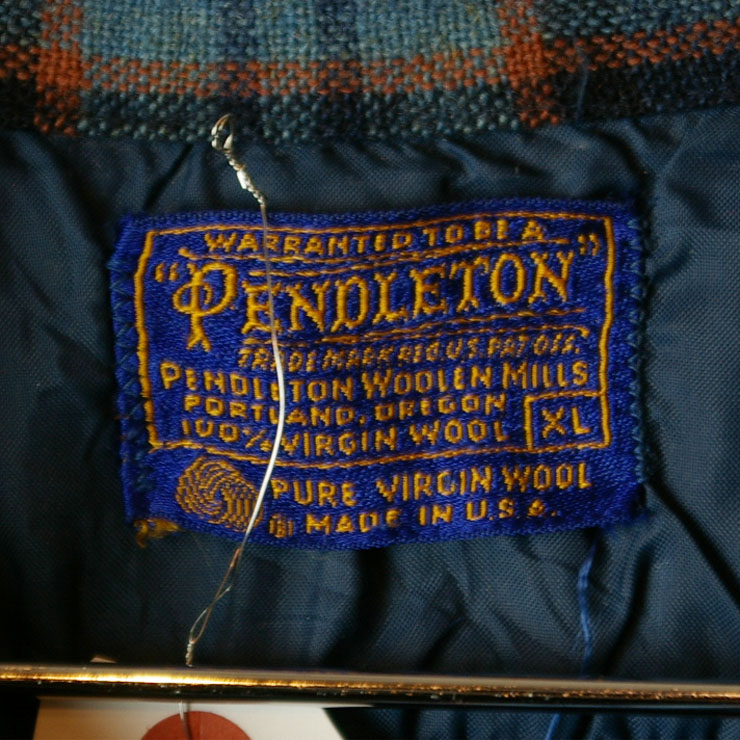 WARRANTED TO BE A
"PENDLETON"
TRADE MARK REG. U.S. PAT. OFF.
PENDLETON WOOLEN MILLS
PORTLAND, OREGON
100% VIRGIN WOOL XL
PURE VIRGIN WOOL
® MADE IN U.S.A.